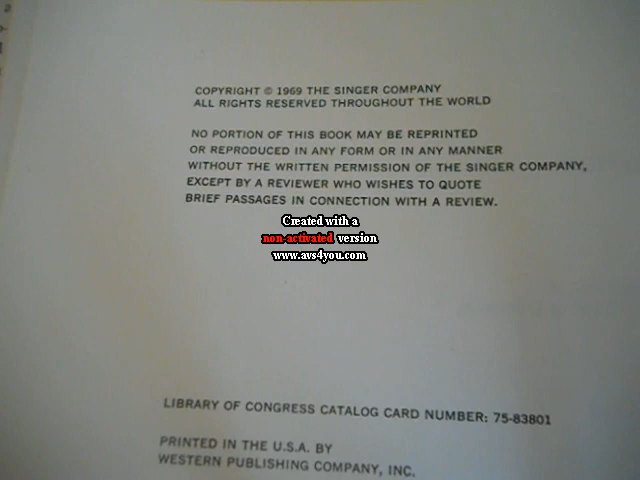 COPYRIGHT © 1969 THE SINGER COMPANY
ALL RIGHTS RESERVED THROUGHOUT THE WORLD
NO PORTION OF THIS BOOK MAY BE REPRINTED
OR REPRODUCED IN ANY FORM OR IN ANY MANNER
WITHOUT THE WRITTEN PERMISSION OF THE SINGER COMPANY,
EXCEPT BY A REVIEWER WHO WISHES TO QUOTE
BRIEF PASSAGES IN CONNECTION WITH A REVIEW.
Created with a
non-activated version
www.avs4you.com
LIBRARY OF CONGRESS CATALOG CARD NUMBER: 75-83801
PRINTED IN THE U.S.A. BY
WESTERN PUBLISHING COMPANY, INC.